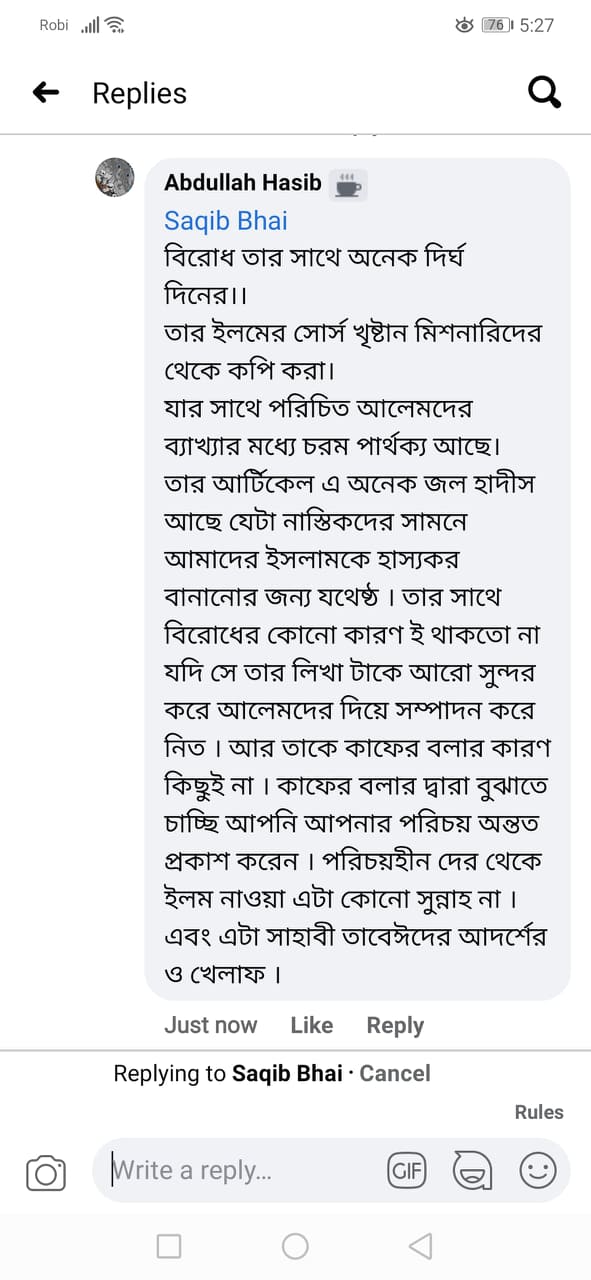 Robi 76 5:27
Replies
Abdullah Hasib
Saqib Bhai
বিরোধ তার সাথে অনেক দির্ঘ
দিনের।।
তার ইলমের সোর্স খৃষ্টান মিশনারিদের
থেকে কপি করা।
যার সাথে পরিচিত আলেমদের
ব্যাখ্যার মধ্যে চরম পার্থক্য আছে।
তার আর্টিকেল এ অনেক জল হাদীস
আছে যেটা নাস্তিকদের সামনে
আমাদের ইসলামকে হাস্যকর
বানানোর জন্য যথেষ্ঠ । তার সাথে
বিরোধের কোনো কারণ ই থাকতো না
যদি সে তার লিখা টাকে আরো সুন্দর
করে আলেমদের দিয়ে সম্পাদন করে
নিত । আর তাকে কাফের বলার কারণ
কিছুই না । কাফের বলার দ্বারা বুঝাতে
চাচ্ছি আপনি আপনার পরিচয় অন্তত
প্রকাশ করেন । পরিচয়হীন দের থেকে
ইলম নাওয়া এটা কোনো সুন্নাহ না ।
এবং এটা সাহাবী তাবেঈদের আদর্শের
ও খেলাফ ।
Just now Like Reply
Replying to Saqib Bhai · Cancel
Rules
Write a reply... GIF